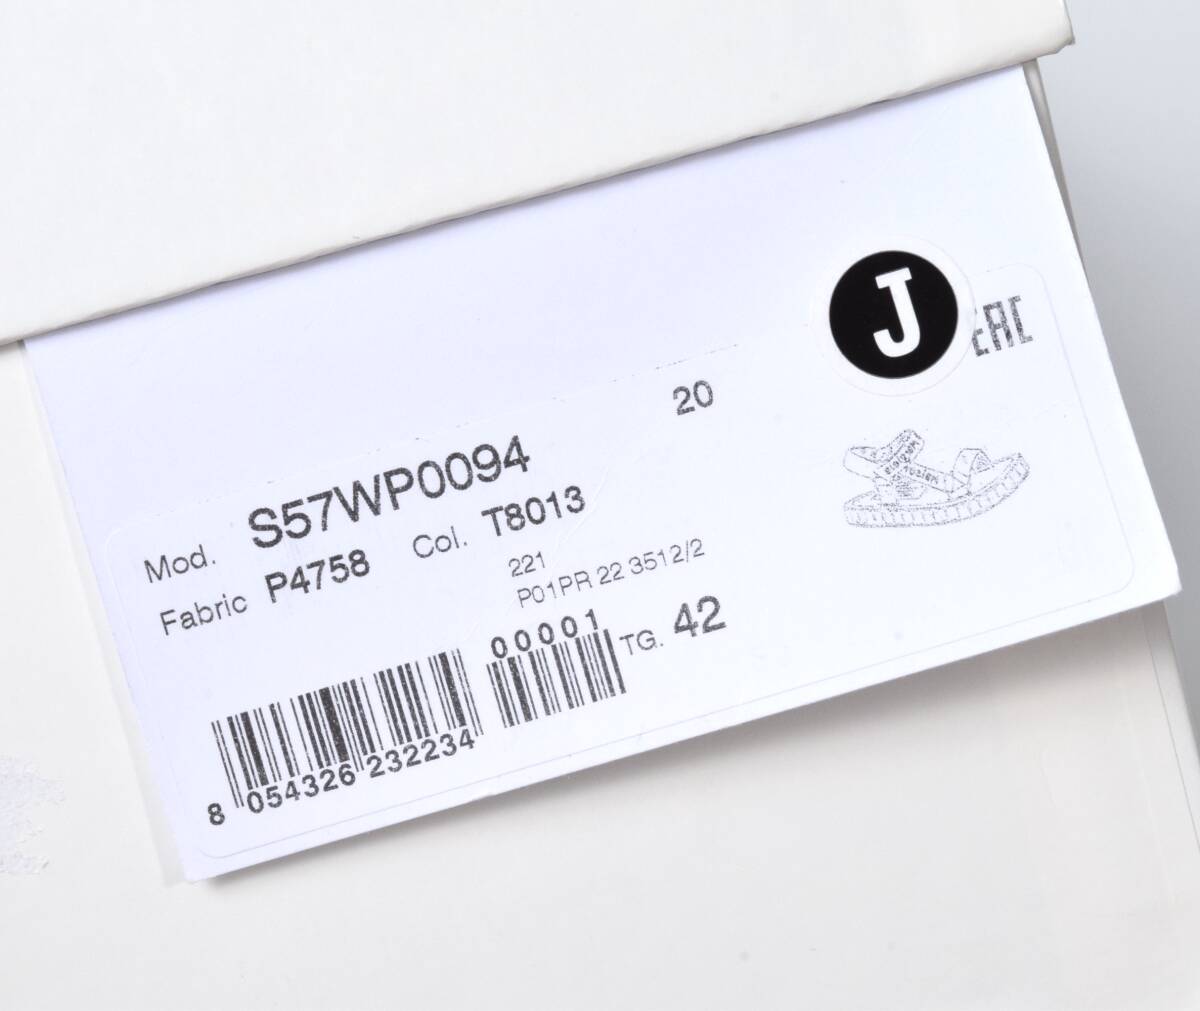 J
EAC
20
Mod. S57WP0094
Fabric P4758 Col. T8013
221
P01PR 22 3512/2
00001
TG. 42
8 054326 232234